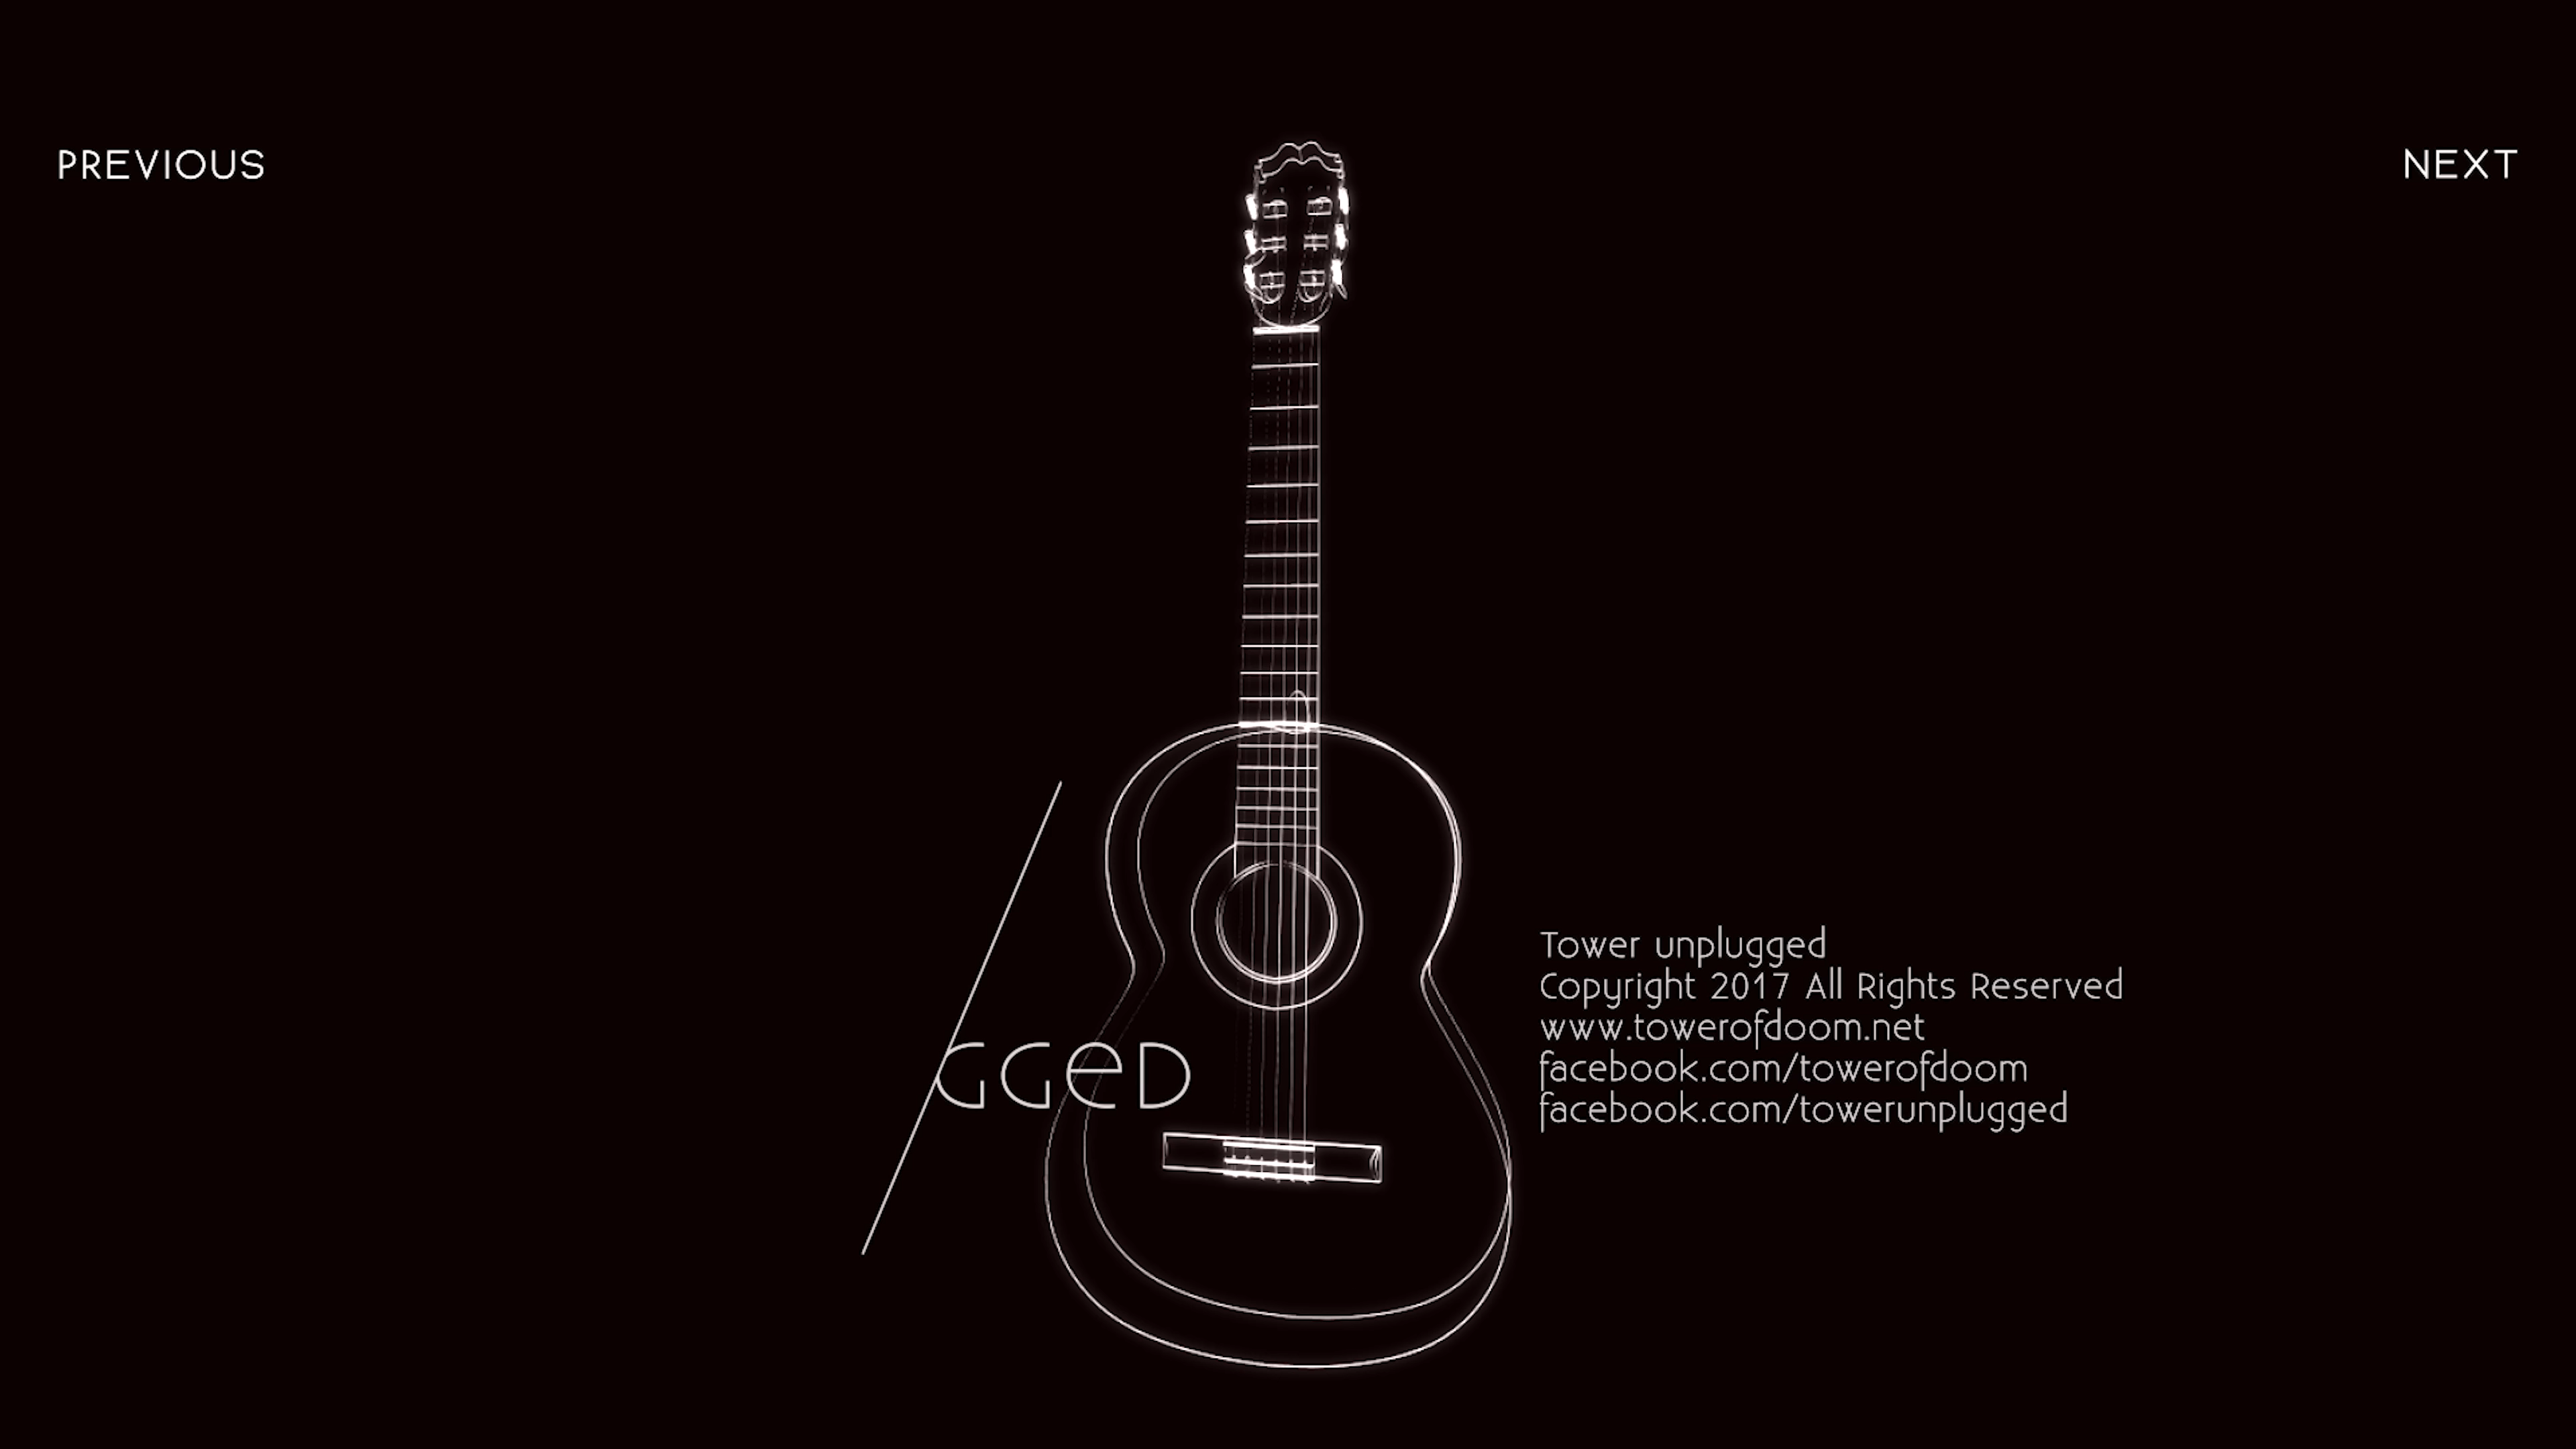 PREVIOUS
NEXT
GGeD
Tower unplugged
Copyright 2017 All Rights Reserved
www.towerofdoom.net
facebook.com/towerofdoom
facebook.com/towerunplugged